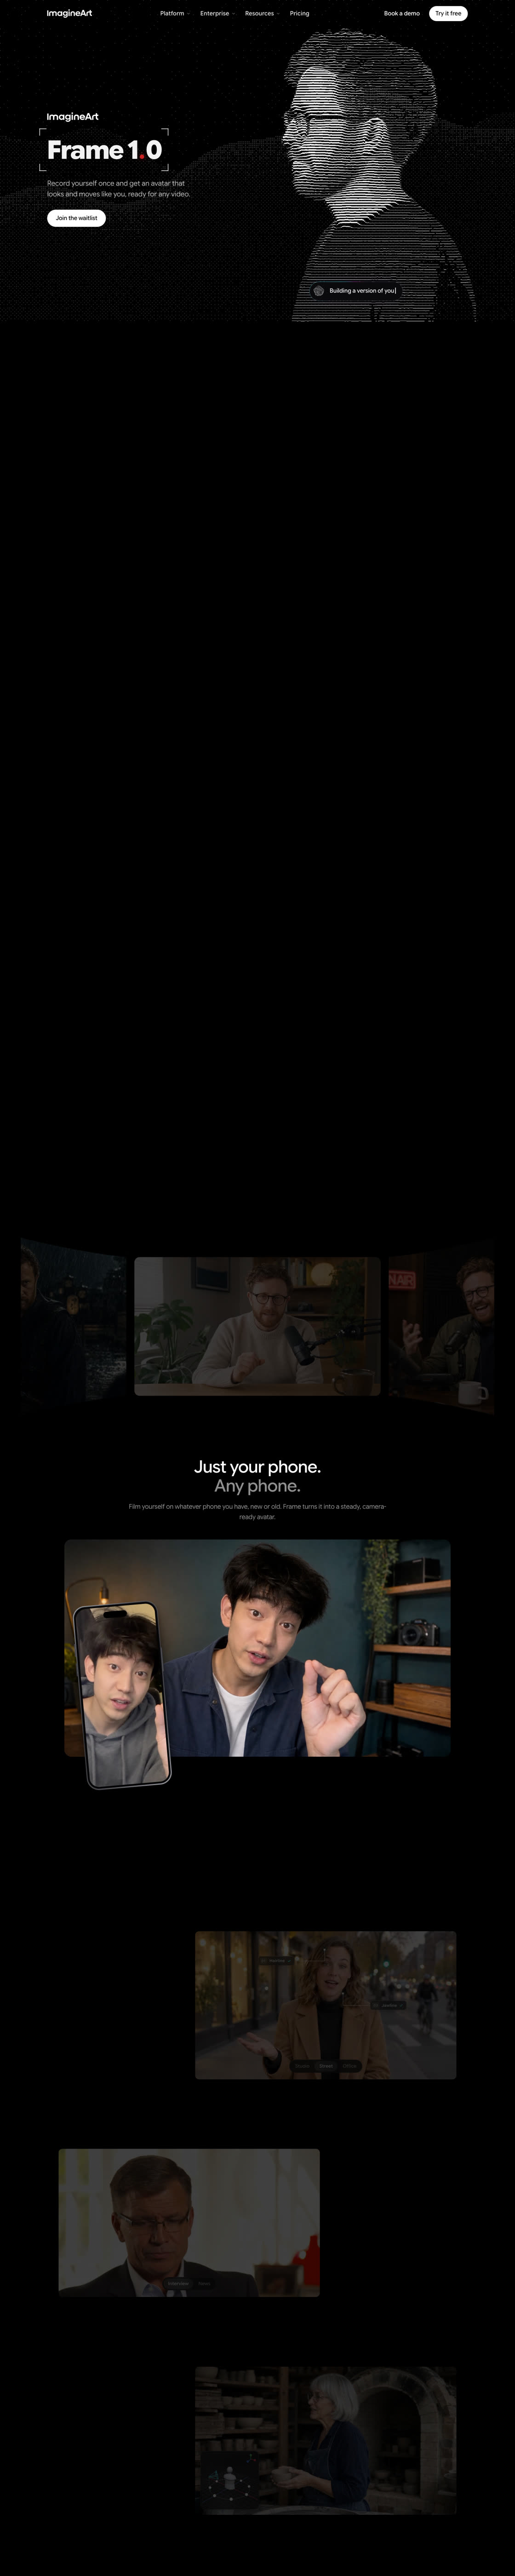 ImagineArt
Platform
Enterprise
Resources
Pricing
Book a demo
Try it free
ImagineArt
Frame 1.0
Record yourself once and get an avatar that
looks and moves like you, ready for any video.
Join the waitlist
Building a version of you
Just your phone.
Any phone.
Film yourself on whatever phone you have, new or old. Frame turns it into a steady, camera-
ready avatar.
Street